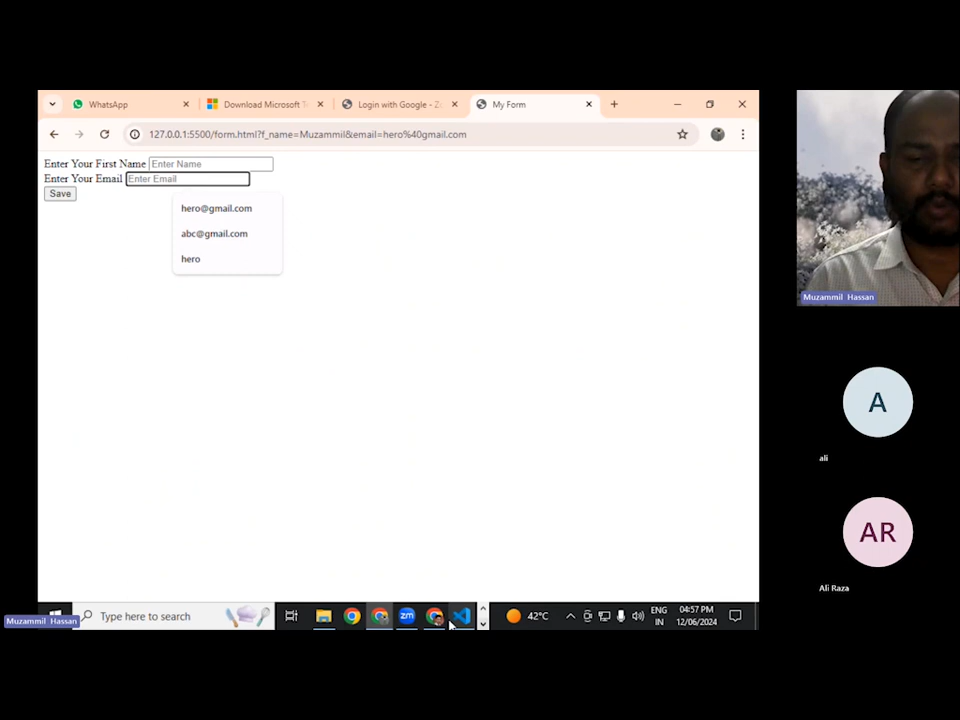 WhatsApp
Download Microsoft T
Login with Google - Z
My Form
127.0.0.1:5500/form.html?f_name=Muzammil&email=hero%40gmail.com
Enter Your First Name Enter Name
Enter Your Email Enter Email
Save
hero@gmail.com
abc@gmail.com
hero
Muzammil Hassan
A
ali
AR
Ali Raza
Muzammil Hassan
Type here to search
zm
42°C
ENG
IN
04:57 PM
12/06/2024